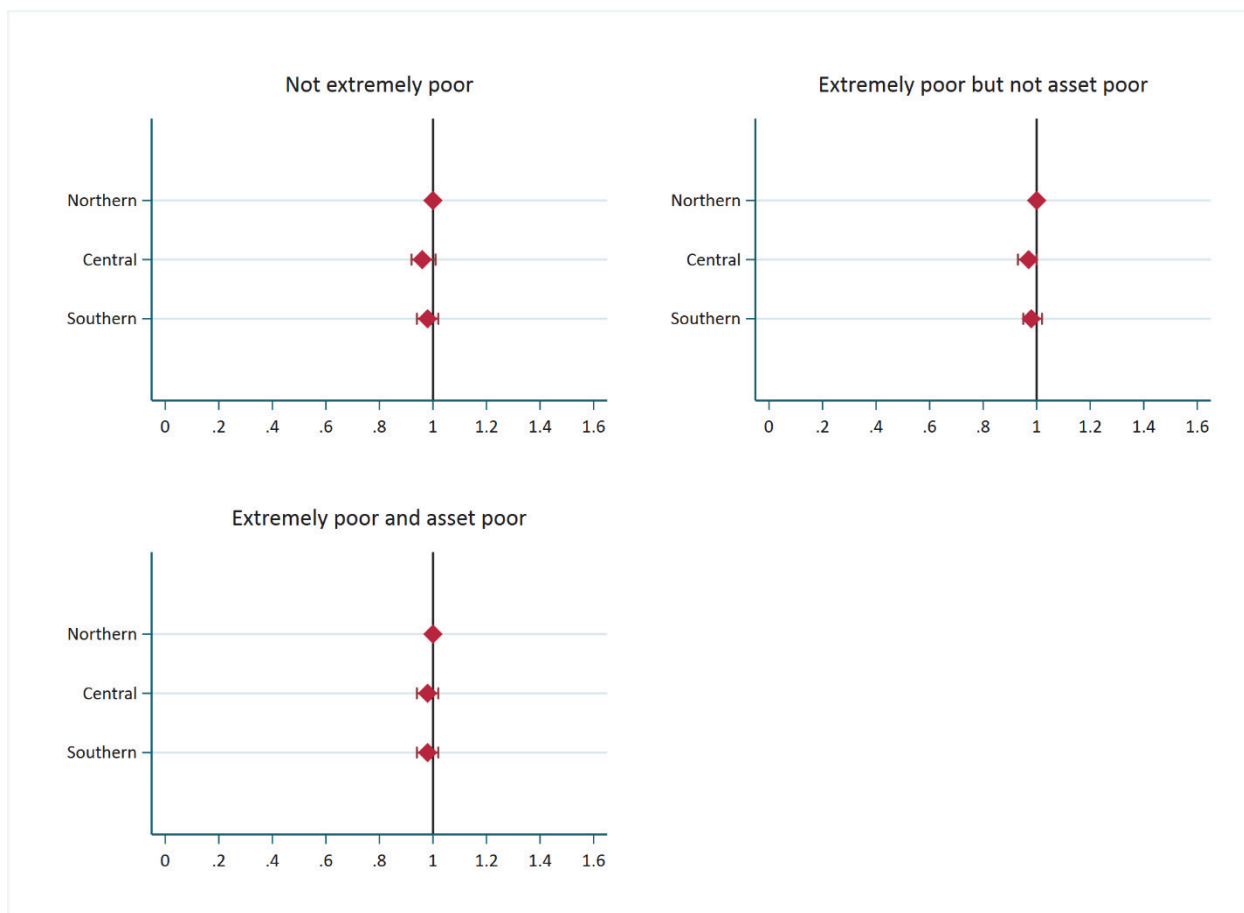 Not extremely poor
Northern
Central
Southern
0 .2 .4 .6 .8 1 1.2 1.4 1.6
Extremely poor but not asset poor
Northern
Central
Southern
0 .2 .4 .6 .8 1 1.2 1.4 1.6
Extremely poor and asset poor
Northern
Central
Southern
0 .2 .4 .6 .8 1 1.2 1.4 1.6